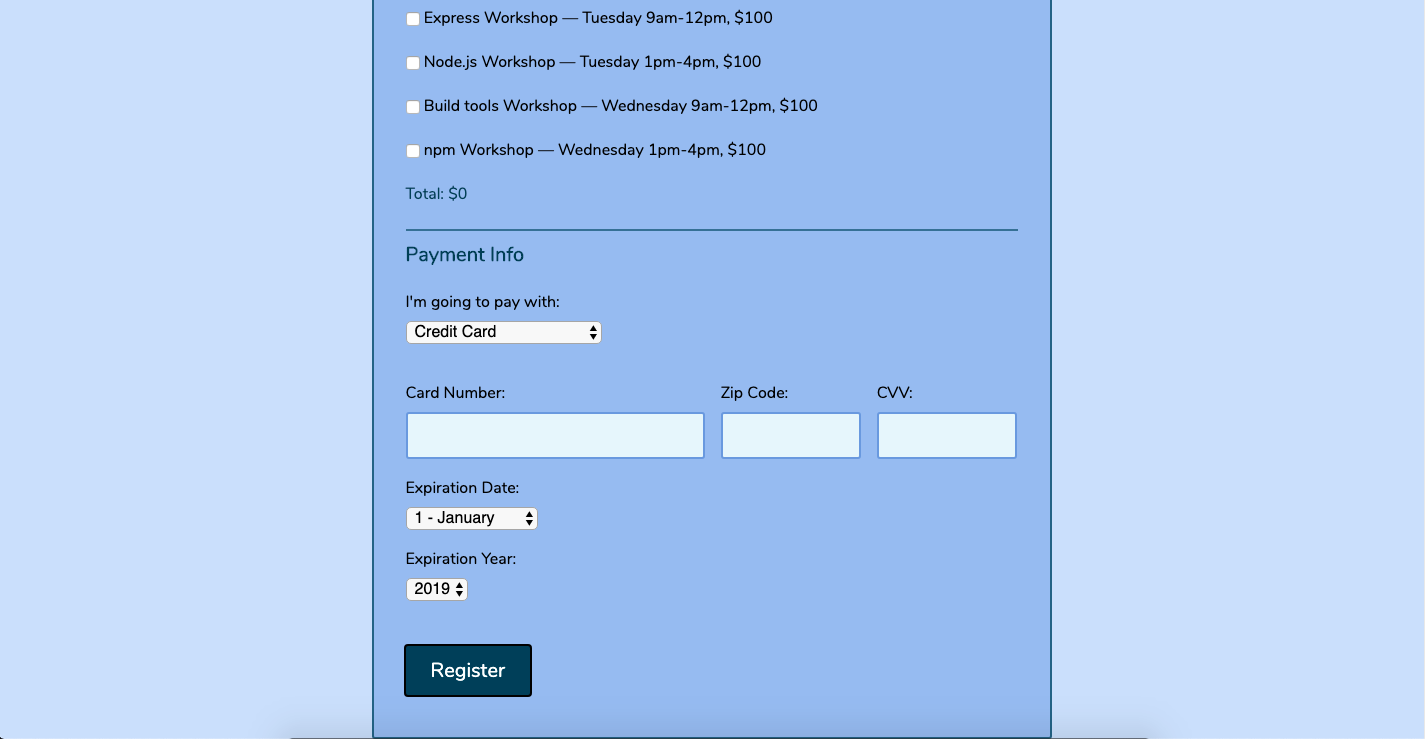 Express Workshop — Tuesday 9am-12pm, $100
Node.js Workshop — Tuesday 1pm-4pm, $100
Build tools Workshop — Wednesday 9am-12pm, $100
npm Workshop — Wednesday 1pm-4pm, $100
Total: $0
Payment Info
I'm going to pay with:
Credit Card
Card Number: Zip Code: CVV:
Expiration Date:
1 - January
Expiration Year:
2019
Register